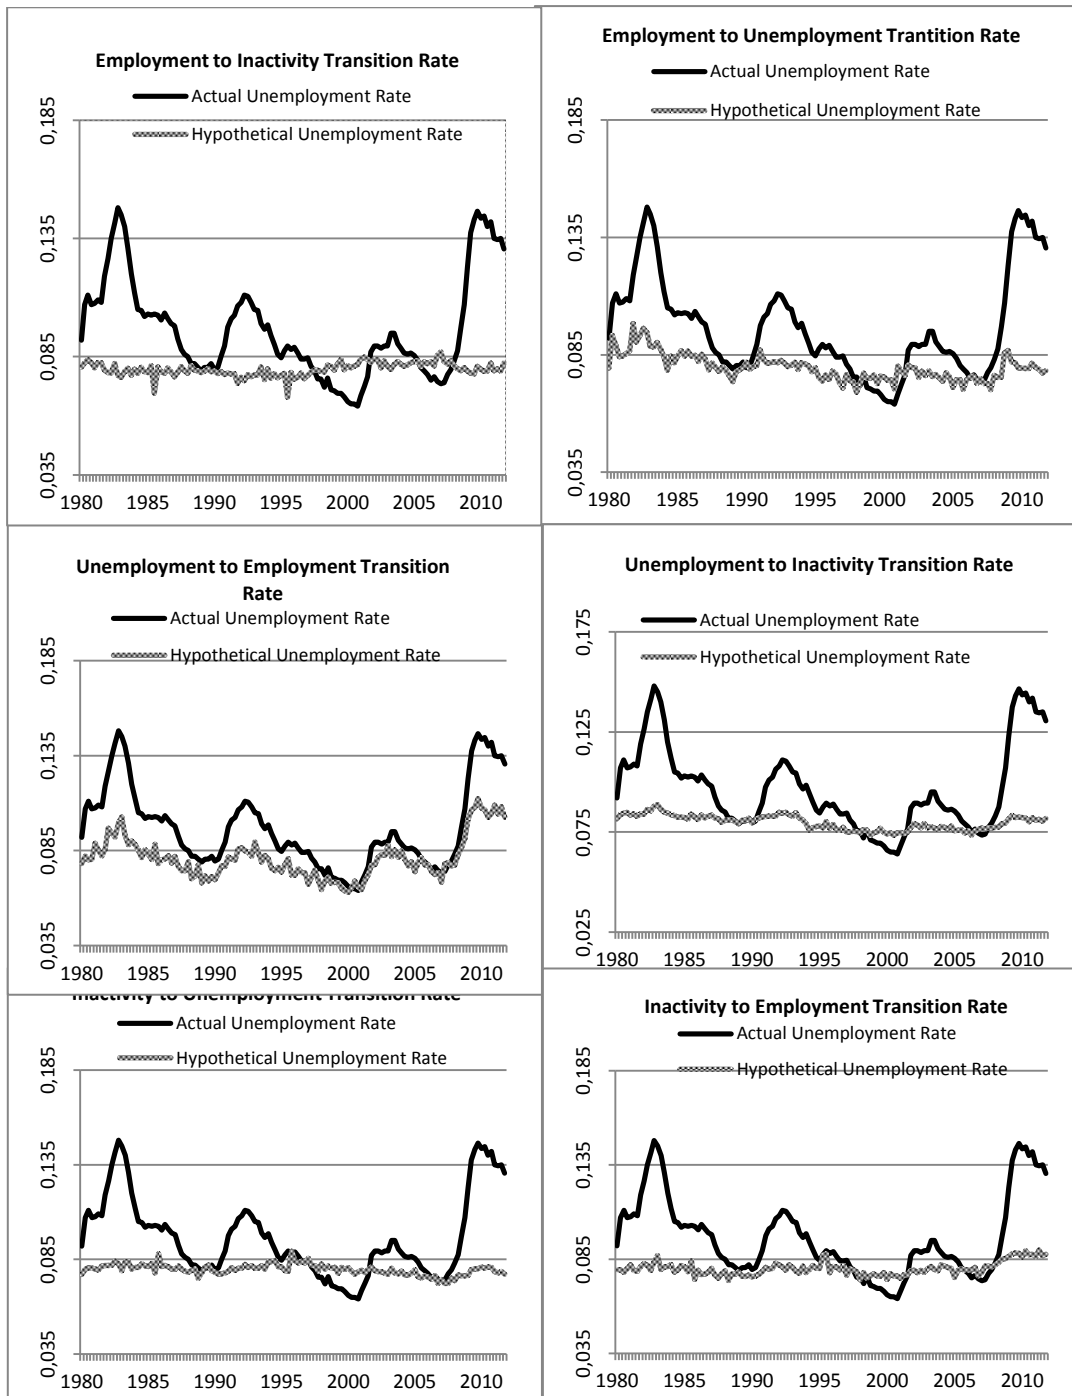 Employment to Inactivity Transition Rate
Actual Unemployment Rate
Hypothetical Unemployment Rate
0,185
0,135
0,085
0,035
1980 1985 1990 1995 2000 2005 2010
Employment to Unemployment Trantition Rate
Actual Unemployment Rate
Hypothetical Unemployment Rate
0,185
0,135
0,085
0,035
1980 1985 1990 1995 2000 2005 2010
Unemployment to Employment Transition
Rate
Actual Unemployment Rate
Hypothetical Unemployment Rate
0,185
0,135
0,085
0,035
1980 1985 1990 1995 2000 2005 2010
Unemployment to Inactivity Transition Rate
Actual Unemployment Rate
Hypothetical Unemployment Rate
0,175
0,125
0,075
0,025
1980 1985 1990 1995 2000 2005 2010
Inactivity to Unemployment Transition Rate
Actual Unemployment Rate
Hypothetical Unemployment Rate
0,185
0,135
0,085
0,035
1980 1985 1990 1995 2000 2005 2010
Inactivity to Employment Transition Rate
Actual Unemployment Rate
Hypothetical Unemployment Rate
0,185
0,135
0,085
0,035
1980 1985 1990 1995 2000 2005 2010